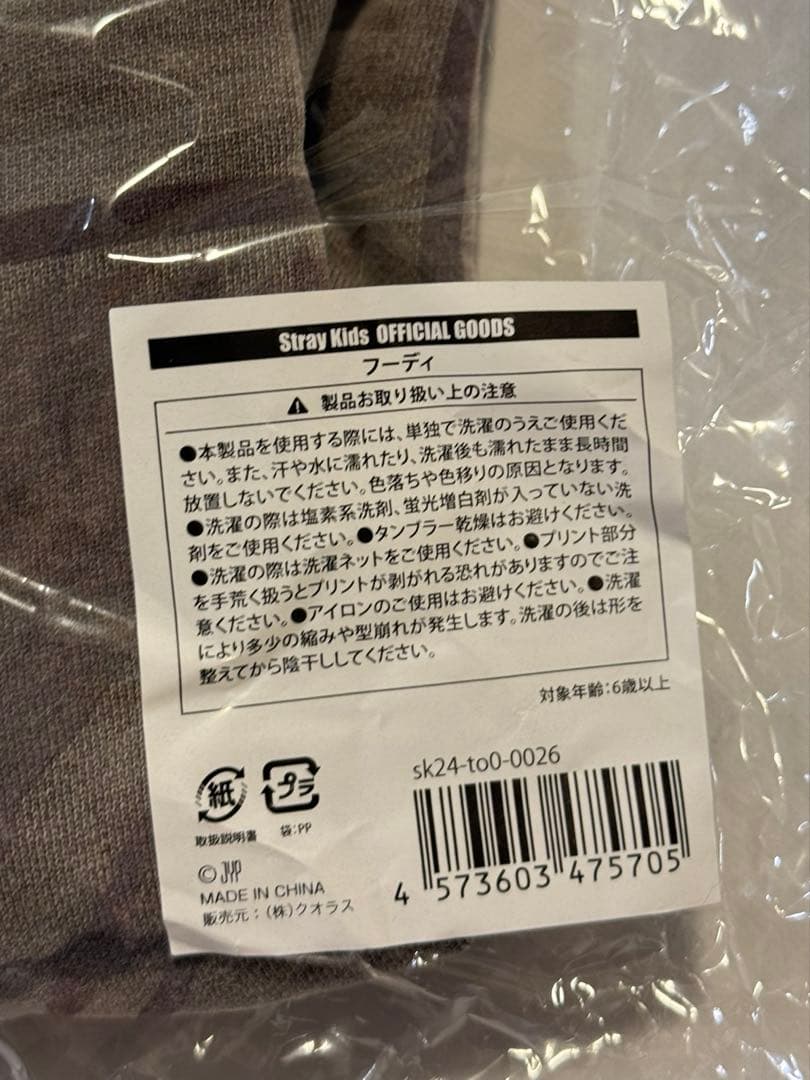 Stray Kids OFFICIAL GOODS
フーディ
⚠ 製品お取り扱い上の注意
●本製品を使用する際には、単独で洗濯のうえご使用くだ
さい。また、汗や水に濡れたり、洗濯後も濡れたまま長時間
放置しないでください。色落ちや色移りの原因となります。
●洗濯の際は塩素系洗剤、蛍光増白剤が入っていない洗
剤をご使用ください。●タンブラー乾燥はお避けください。
●洗濯の際は洗濯ネットをご使用ください。●プリント部分
を手荒く扱うとプリントが剥がれる恐れがありますのでご注
意ください。●アイロンのご使用はお避けください。●洗濯
により多少の縮みや型崩れが発生します。洗濯の後は形を
整えてから陰干ししてください。
対象年齢:6歳以上
紙
プラ
取扱説明書
袋:PP
sk24-to0-0026
4 573603 475705
© JYP
MADE IN CHINA
販売元:(株)クオラス